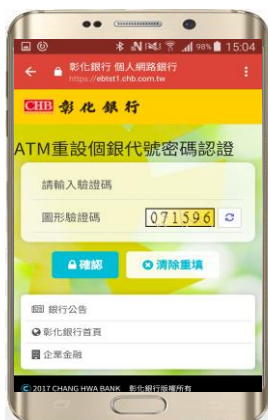 98% 15:04
彰化銀行 個人網路銀行
https://ebtst1.chb.com.tw
CHB 彰化銀行
ATM重設個銀代號密碼認證
請輸入驗證碼
圖形驗證碼 071596
確認 清除重填
銀行公告
彰化銀行首頁
企業金融
© 2017 CHANG HWA BANK 彰化銀行版權所有